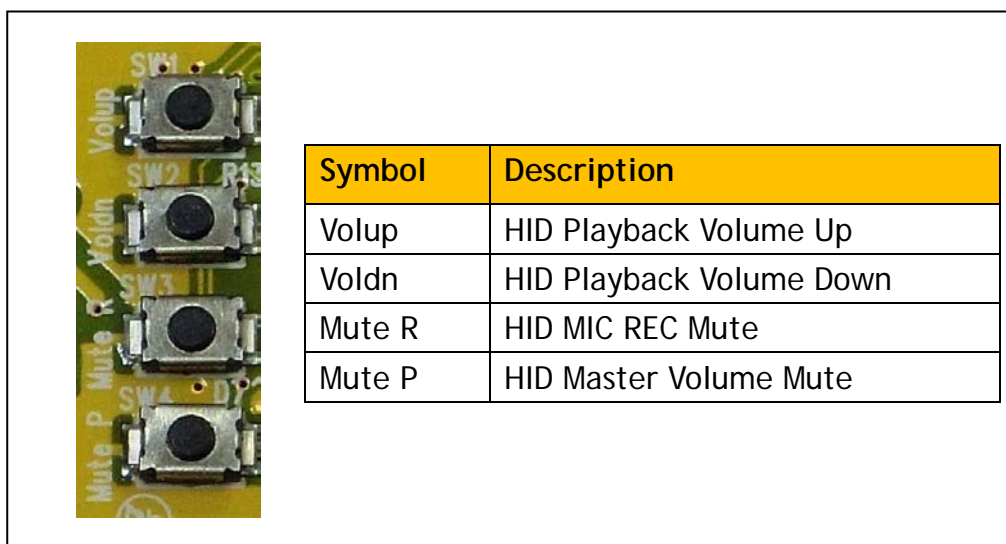 SW1
Volup
SW2
R13
Voldn
SW3
Mute R
SW4
Mute P
Symbol Description
Volup HID Playback Volume Up
Voldn HID Playback Volume Down
Mute R HID MIC REC Mute
Mute P HID Master Volume Mute